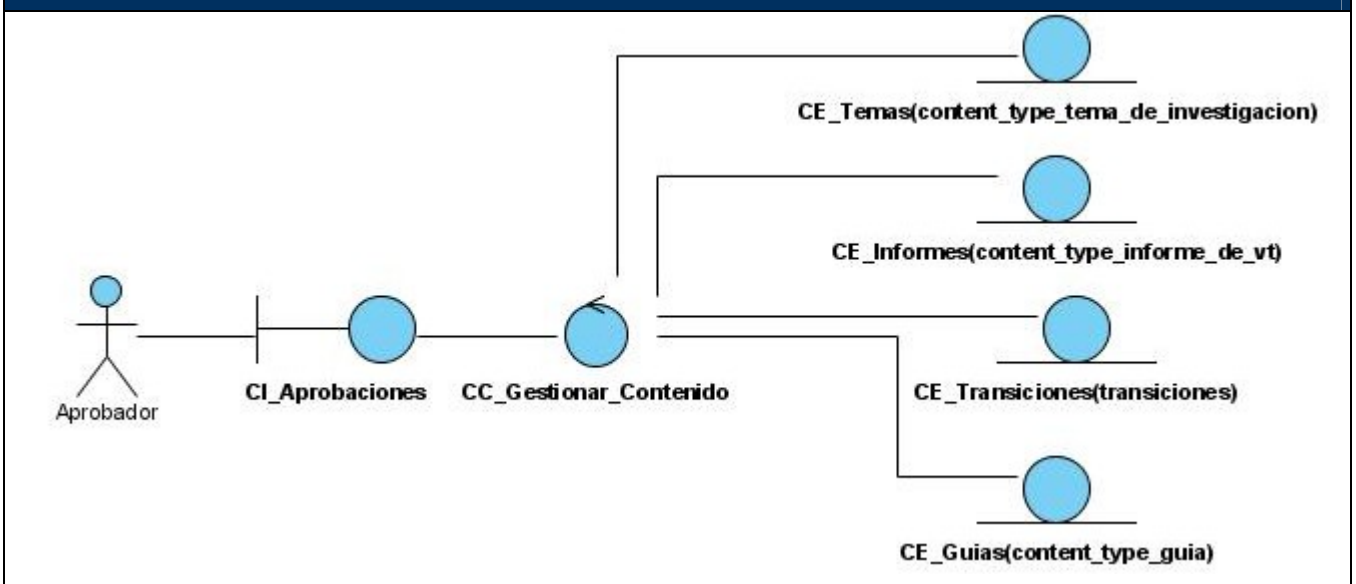 CE_Temas(content_type_tema_de_investigacion)
CE_Informes(content_type_informe_de_vt)
Aprobador
CI_Aprobaciones
CC_Gestionar_Contenido
CE_Transiciones(transiciones)
CE_Guias(content_type_guia)